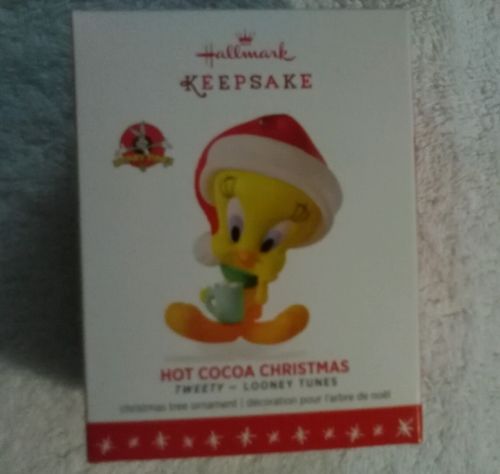 Hallmark
KEEPSAKE
HOT COCOA CHRISTMAS
TWEETY — LOONEY TUNES
christmas tree ornament | décoration pour l'arbre de noël